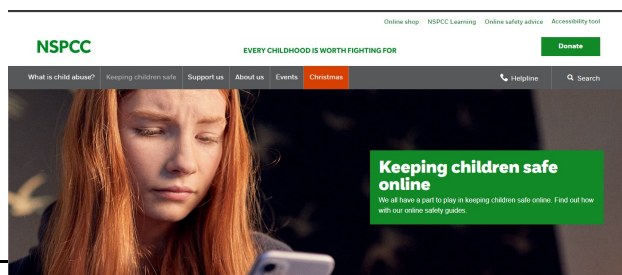 Online shop NSPCC Learning Online safety advice Accessibility tool
NSPCC
EVERY CHILDHOOD IS WORTH FIGHTING FOR
Donate
What is child abuse? Keeping children safe Support us About us Events Christmas Helpline Search
Keeping children safe
online
We all have a part to play in keeping children safe online. Find out how
with our online safety guides.